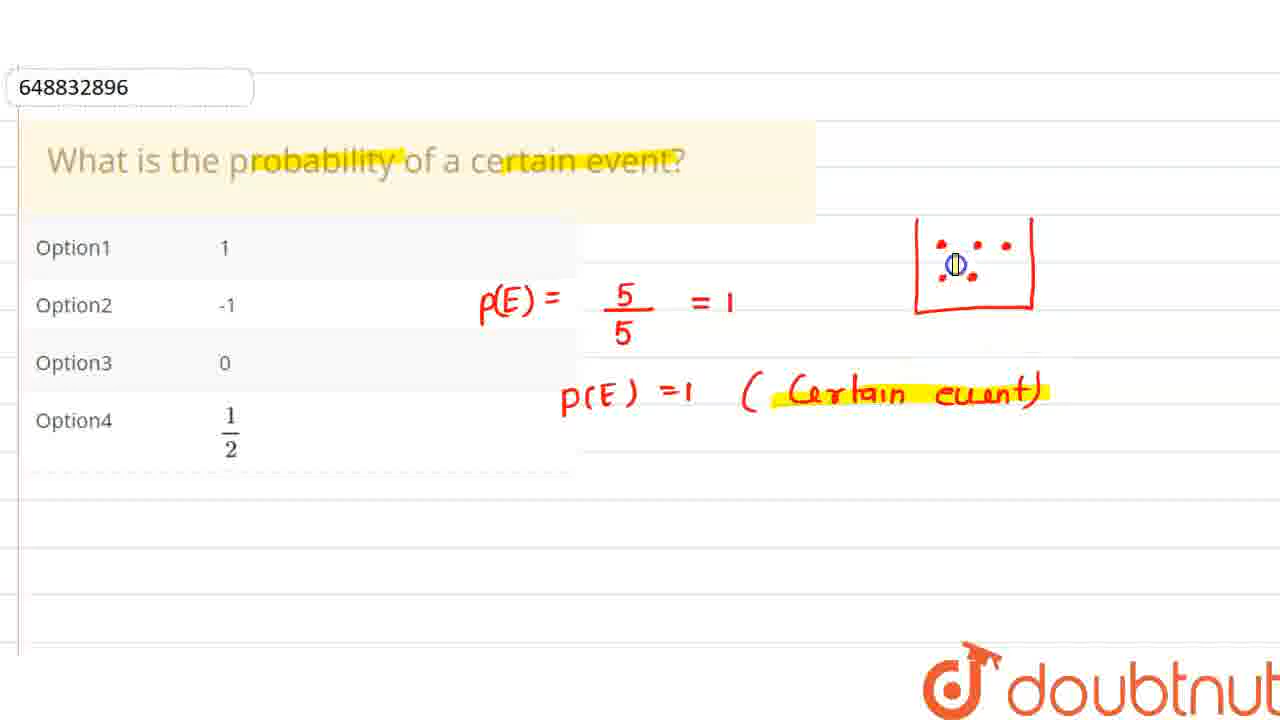 648832896
What is the probability of a certain event?
Option1 1
Option2 -1
P(E) = 5/5 = 1
Option3 0
P(E) = 1 ( Certain event)
Option4 1/2
doubtnut